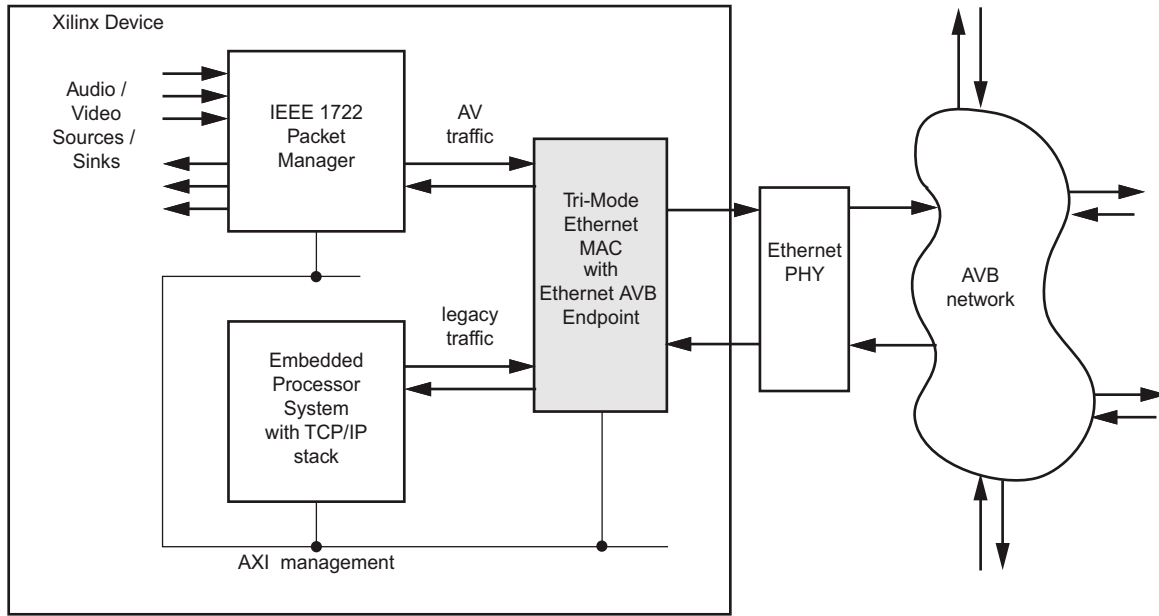 Xilinx Device
Audio /
Video
Sources /
Sinks
IEEE 1722
Packet
Manager
AV
traffic
Tri-Mode
Ethernet
MAC
with
Ethernet AVB
Endpoint
Ethernet
PHY
AVB
network
legacy
traffic
Embedded
Processor
System
with TCP/IP
stack
AXI management